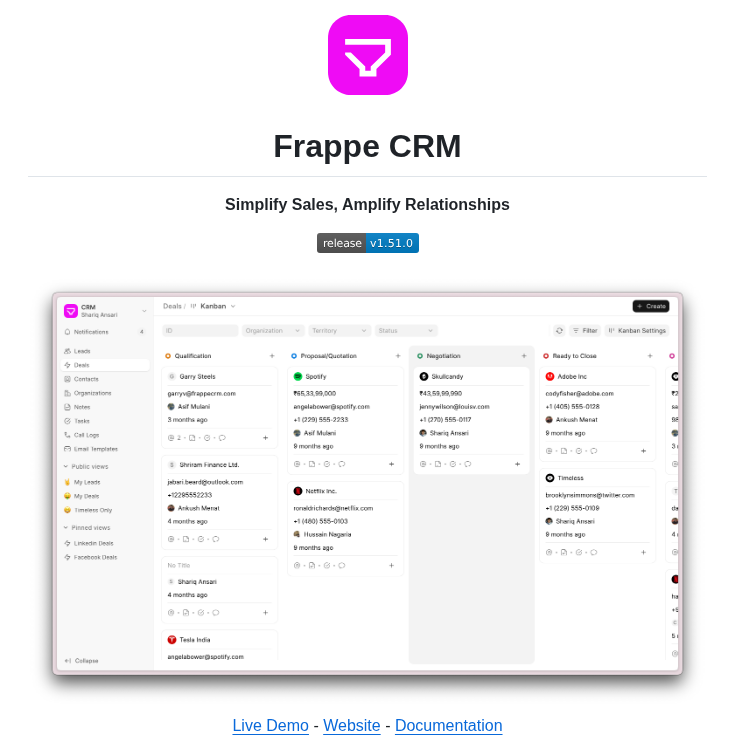 Frappe CRM
Simplify Sales, Amplify Relationships
release v1.51.0
CRM
Shariq Ansari
Notifications 4
Leads
Deals
Contacts
Organizations
Notes
Tasks
Call Logs
Email Templates
Public views
My Leads
My Deals
Timeless Only
Pinned views
Linkedin Deals
Facebook Deals
Collapse
Deals / Kanban
+ Create
ID Organization Territory Status
Filter Kanban Settings
Qualification +
Garry Steels
garryv@frappecrm.com
Asif Mulani
3 months ago
2 +
Shriram Finance Ltd.
jabari.beard@outlook.com
+12295552233
Ankush Menat
4 months ago
+
No Title
S Shariq Ansari
4 months ago
+
Tesla India
angelabower@spotify.com
Proposal/Quotation +
Spotify
₹65,33,99,000
angelabower@spotify.com
+1 (229) 555-2233
Asif Mulani
9 months ago
+
Netflix Inc.
ronaldrichards@netflix.com
+1 (480) 555-0103
Hussain Nagaria
9 months ago
+
Negotiation +
Skullcandy
₹43,59,99,990
jennywilson@louisv.com
+1 (270) 555-0117
Shariq Ansari
9 months ago
+
Ready to Close +
Adobe Inc
codyfisher@adobe.com
+1 (405) 555-0128
Ankush Menat
9 months ago
+
Timeless
brooklynsimmons@twitter.com
+1 (229) 555-0109
Shariq Ansari
9 months ago
+
Live Demo - Website - Documentation